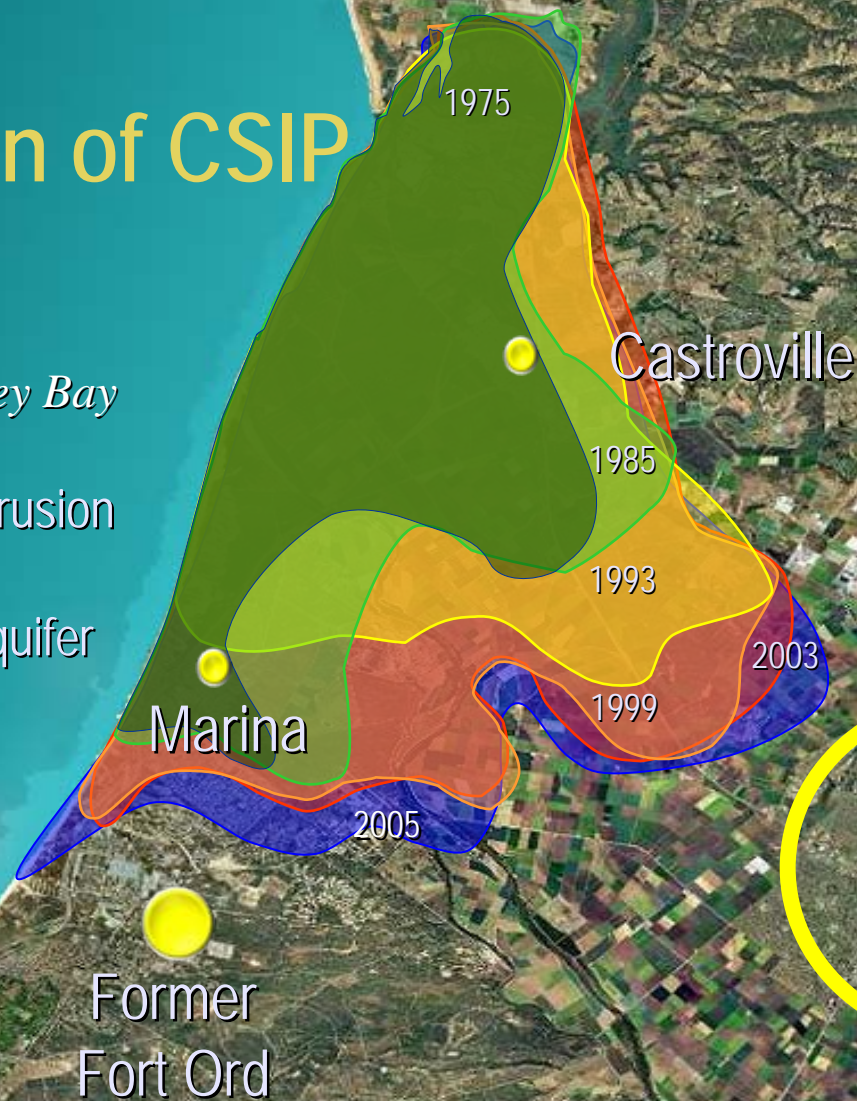 1975
n of CSIP
Castroville
ey Bay
1985
rusion
1993
quifer
2003
1999
Marina
2005
Former
Fort Ord